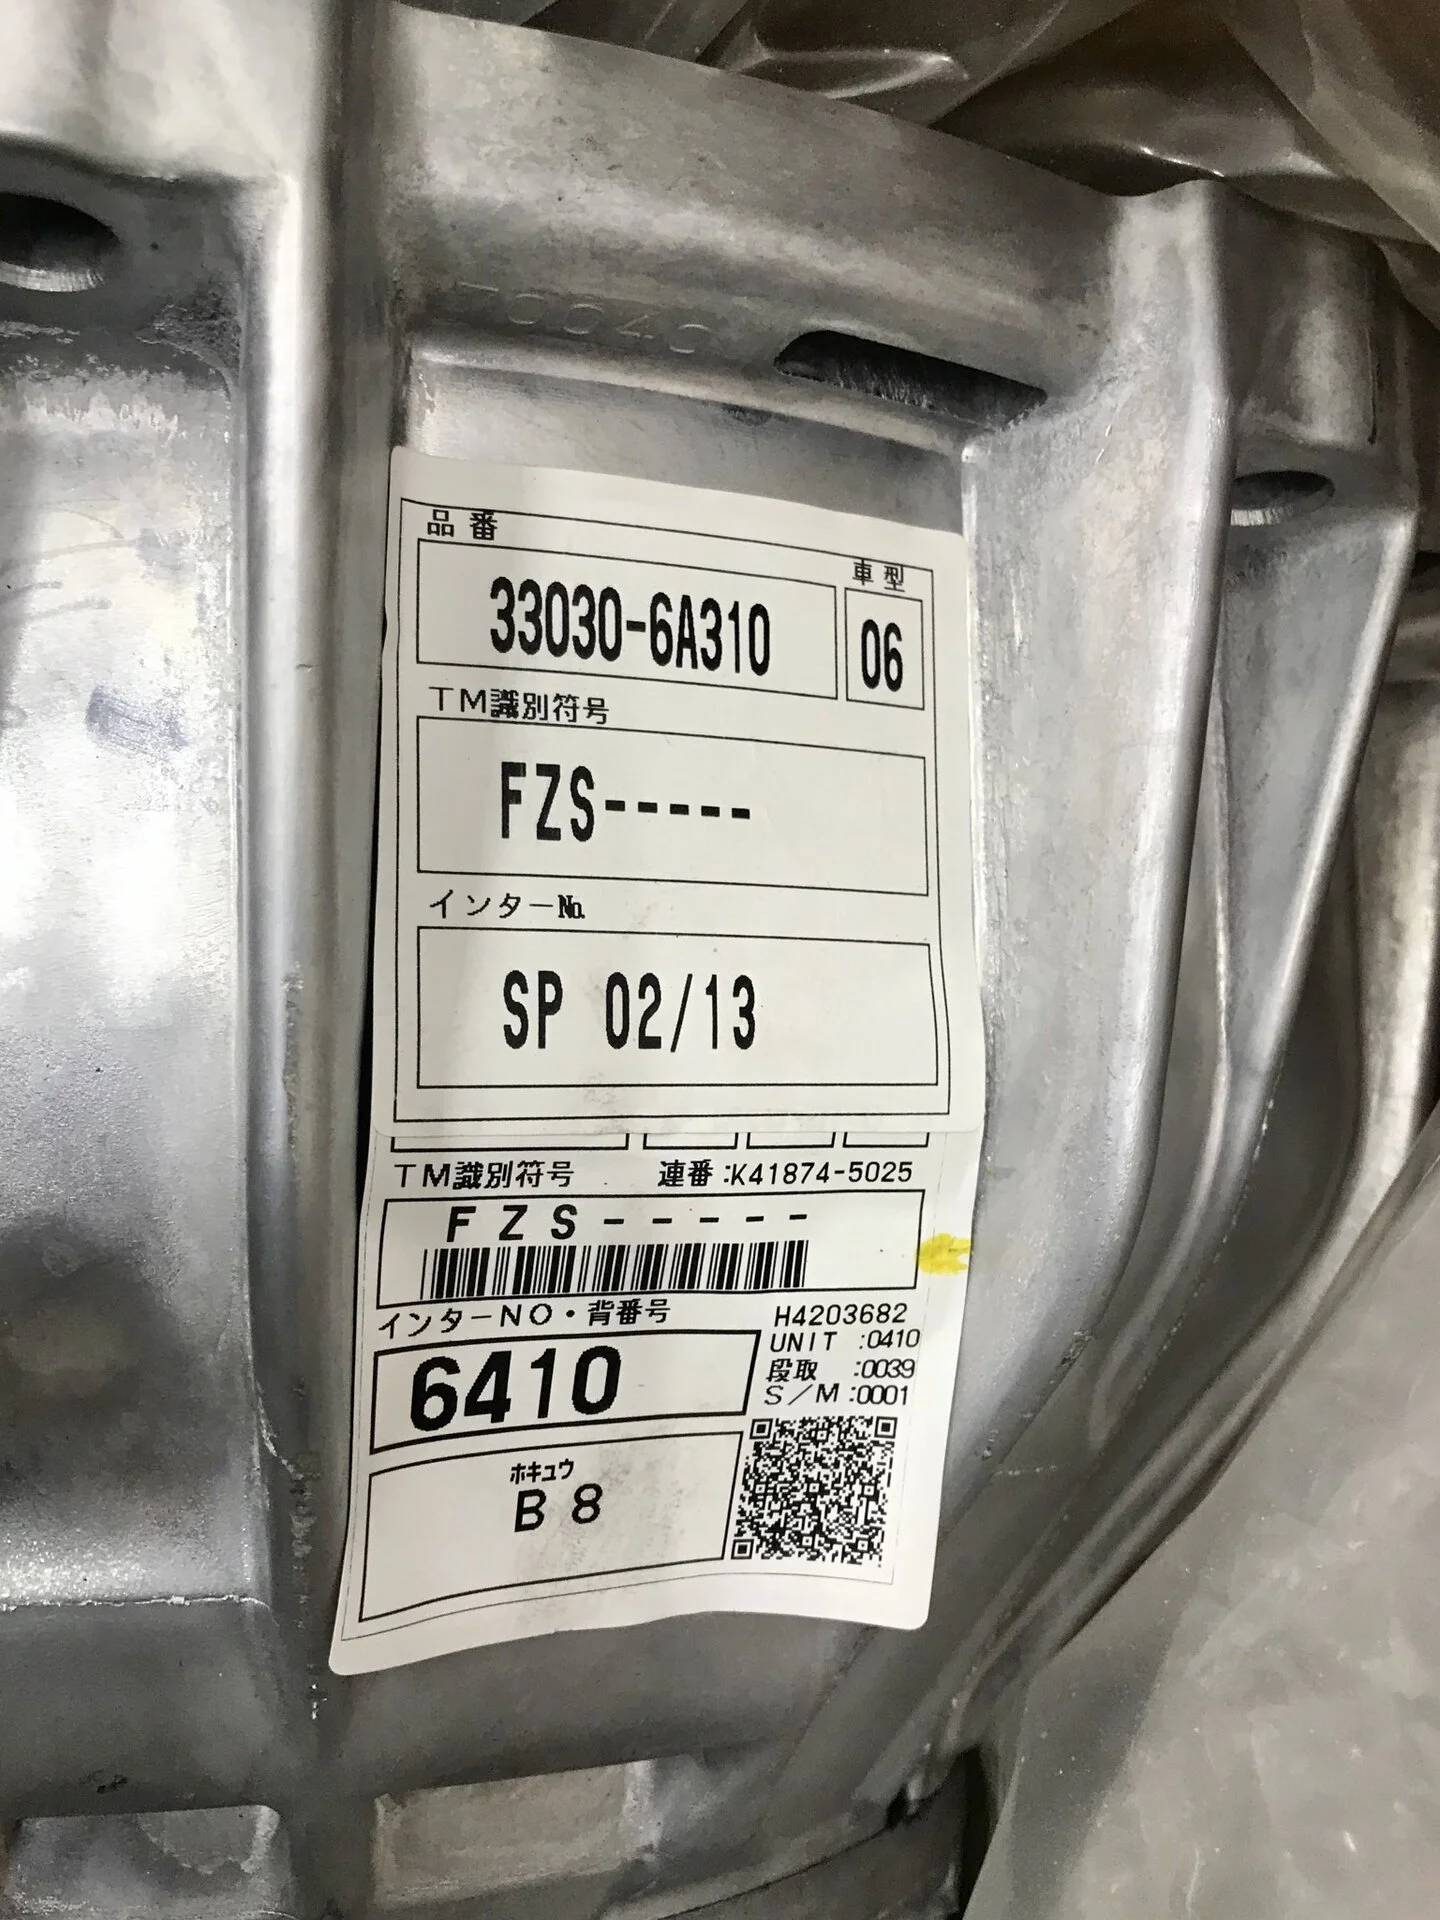 品番
車型
33030-6A310
06
TM識別符号
FZS-----
インターNo.
SP 02/13
TM識別符号 連番:K41874-5025
FZS-----
インターNO・背番号
H4203682
UNIT :0410
6410
段取 :0039
S/M:0001
ホキュウ
B8